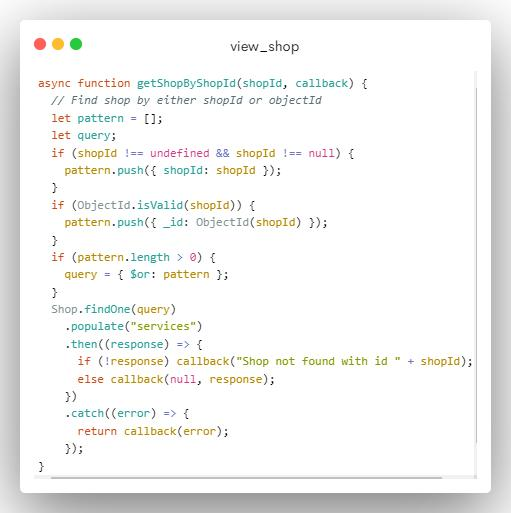 view_shop
async function getShopByShopId(shopId, callback) {
// Find shop by either shopId or objectId
let pattern = [];
let query;
if (shopId !== undefined && shopId !== null) {
pattern.push({ shopId: shopId });
}
if (ObjectId.isValid(shopId)) {
pattern.push({ _id: ObjectId(shopId) });
}
if (pattern.length > 0) {
query = { $or: pattern };
}
Shop.findOne(query)
.populate("services")
.then((response) => {
if (!response) callback("Shop not found with id " + shopId);
else callback(null, response);
})
.catch((error) => {
return callback(error);
});
}